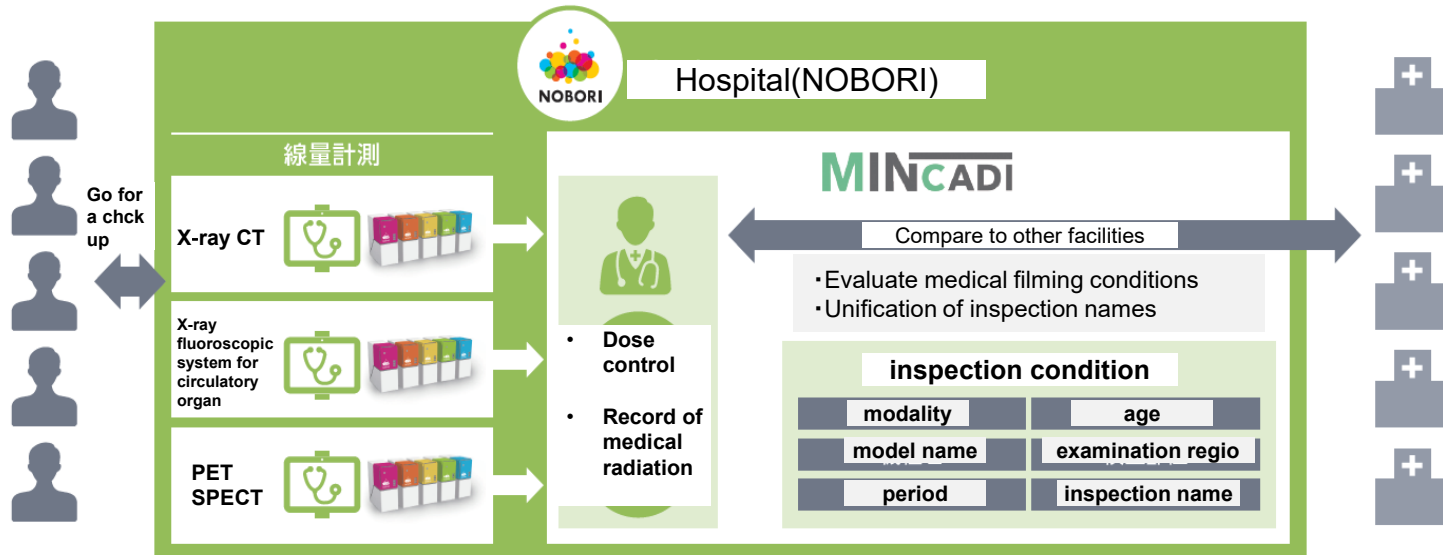 NOBORI
Hospital(NOBORI)
線量計測
MINCADI
Go for
a chck
up
X-ray CT
Compare to other facilities
・Evaluate medical filming conditions
・Unification of inspection names
X-ray
fluoroscopic
system for
circulatory
organ
• Dose
control
• Record of
medical
radiation
inspection condition
modality
age
model name
examination regio
period
inspection name
PET
SPECT